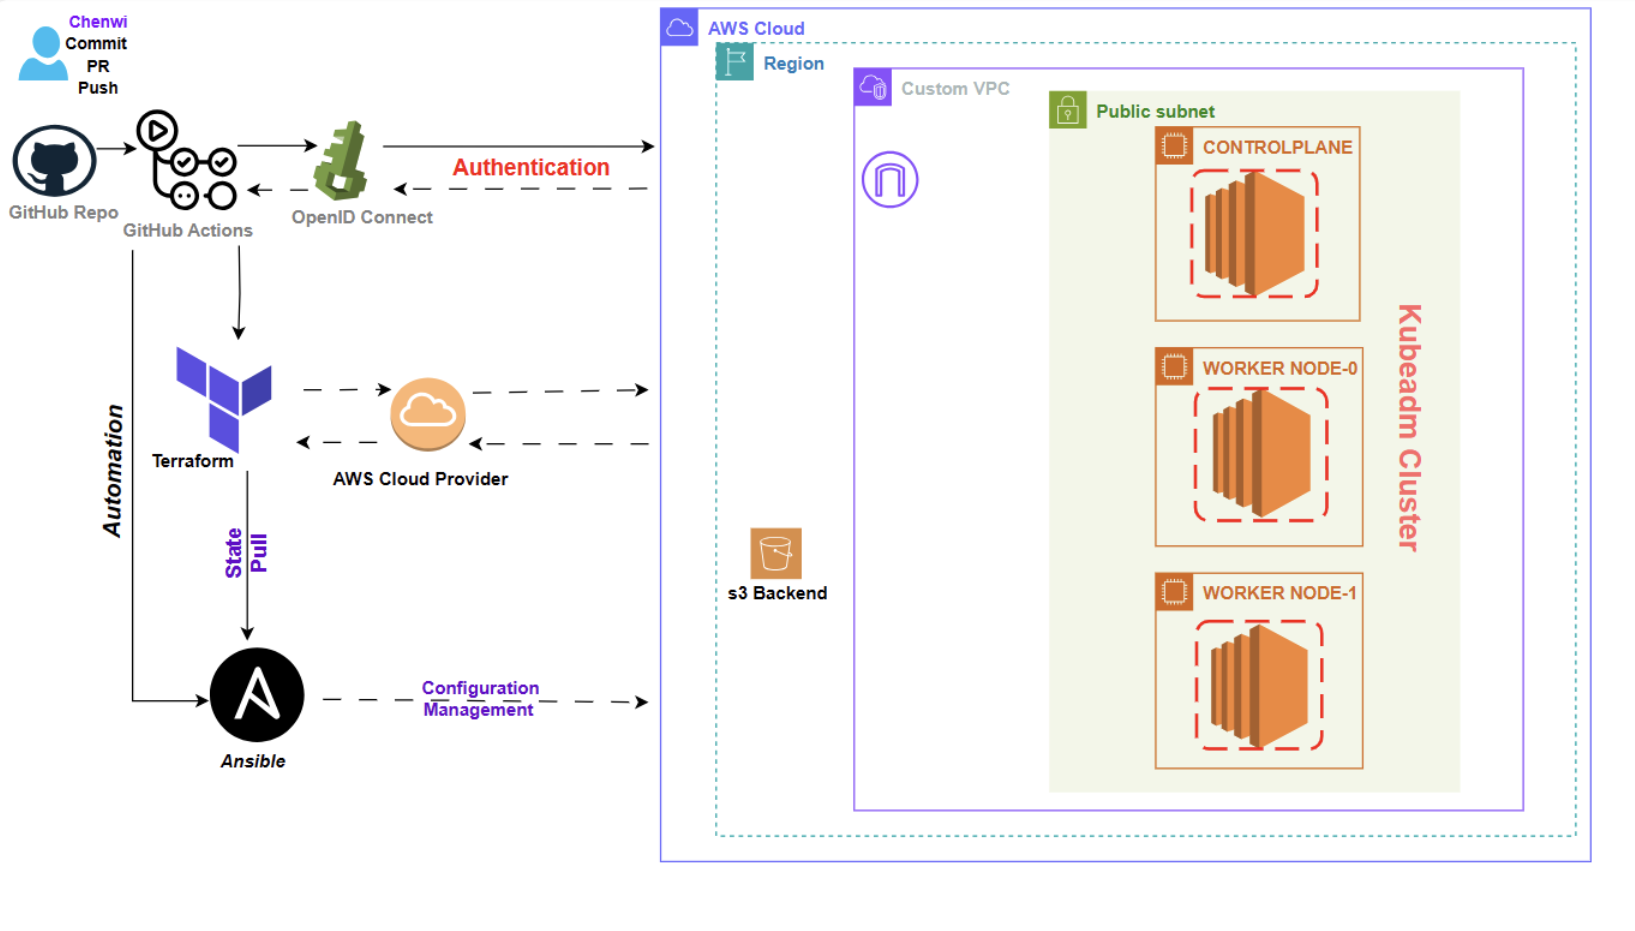 Chenwi
Commit
PR
Push
GitHub Repo
GitHub Actions
OpenID Connect
Authentication
Automation
Terraform
AWS Cloud Provider
State
Pull
Ansible
Configuration
Management
AWS Cloud
Region
Custom VPC
Public subnet
CONTROLPLANE
WORKER NODE-0
WORKER NODE-1
Kubeadm Cluster
s3 Backend